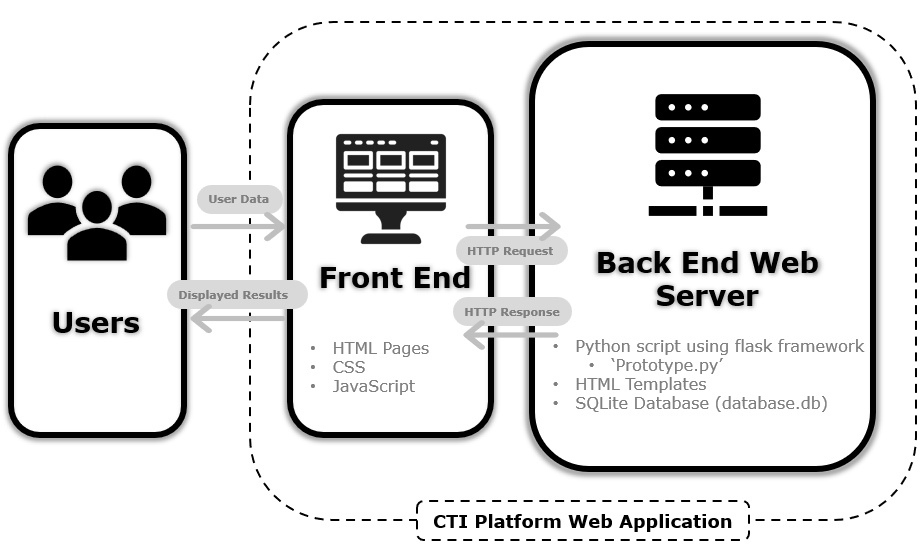 Users
User Data
Displayed Results
Front End
• HTML Pages
• CSS
• JavaScript
HTTP Request
HTTP Response
Back End Web
Server
• Python script using flask framework
• ‘Prototype.py’
• HTML Templates
• SQLite Database (database.db)
CTI Platform Web Application